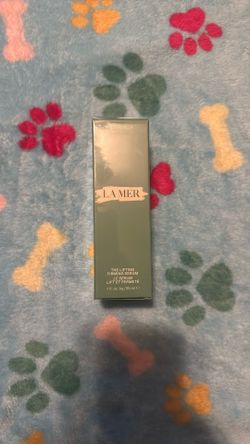 LA MER
THE LIFTING
FIRMING SERUM
LE SÉRUM
LIFT ET FERMETÉ